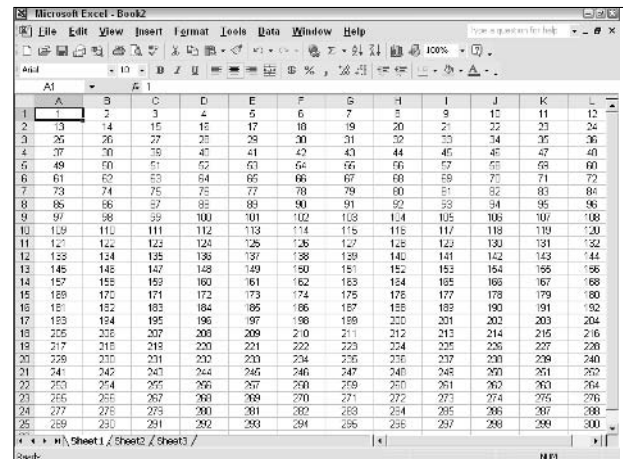 Microsoft Excel - Book2
File Edit View Insert Format Tools Data Window Help Type a question for help
100%
Arial 10 B I U $ % ,
A1 fx 1
A B C D E F G H I J K L
1 1 2 3 4 5 6 7 8 9 10 11 12
2 13 14 15 16 17 18 19 20 21 22 23 24
3 25 26 27 28 29 30 31 32 33 34 35 36
4 37 38 39 40 41 42 43 44 45 46 47 48
5 49 50 51 52 53 54 55 56 57 58 59 60
6 61 62 63 64 65 66 67 68 69 70 71 72
7 73 74 75 76 77 78 79 80 81 82 83 84
8 85 86 87 88 89 90 91 92 93 94 95 96
9 97 98 99 100 101 102 103 104 105 106 107 108
10 109 110 111 112 113 114 115 116 117 118 119 120
11 121 122 123 124 125 126 127 128 129 130 131 132
12 133 134 135 136 137 138 139 140 141 142 143 144
13 145 146 147 148 149 150 151 152 153 154 155 156
14 157 158 159 160 161 162 163 164 165 166 167 168
15 169 170 171 172 173 174 175 176 177 178 179 180
16 181 182 183 184 185 186 187 188 189 190 191 192
17 193 194 195 196 197 198 199 200 201 202 203 204
18 205 206 207 208 209 210 211 212 213 214 215 216
19 217 218 219 220 221 222 223 224 225 226 227 228
20 229 230 231 232 233 234 235 236 237 238 239 240
21 241 242 243 244 245 246 247 248 249 250 251 252
22 253 254 255 256 257 258 259 260 261 262 263 264
23 265 266 267 268 269 270 271 272 273 274 275 276
24 277 278 279 280 281 282 283 284 285 286 287 288
25 289 290 291 292 293 294 295 296 297 298 299 300
Sheet1 / Sheet2 / Sheet3 /
Ready NUM